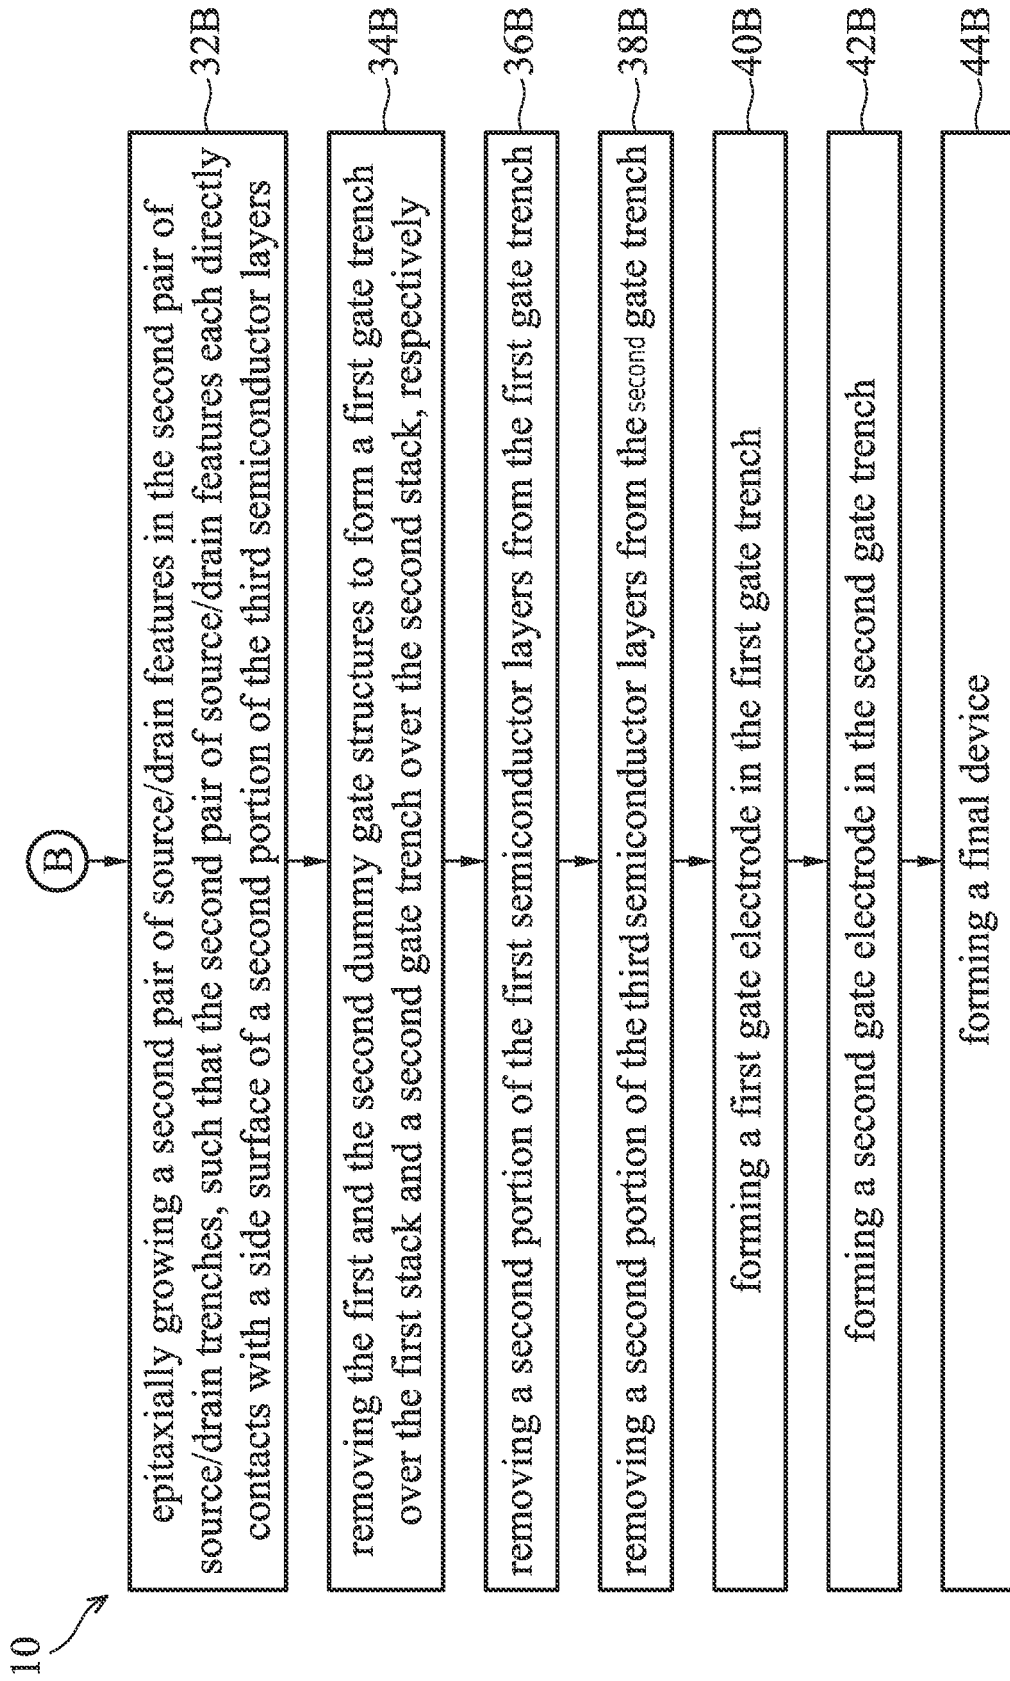 10
B
epitaxially growing a second pair of source/drain features in the second pair of
source/drain trenches, such that the second pair of source/drain features each directly
contacts with a side surface of a second portion of the third semiconductor layers
32B
removing the first and the second dummy gate structures to form a first gate trench
over the first stack and a second gate trench over the second stack, respectively
34B
removing a second portion of the first semiconductor layers from the first gate trench
36B
removing a second portion of the third semiconductor layers from the second gate trench
38B
forming a first gate electrode in the first gate trench
40B
forming a second gate electrode in the second gate trench
42B
forming a final device
44B